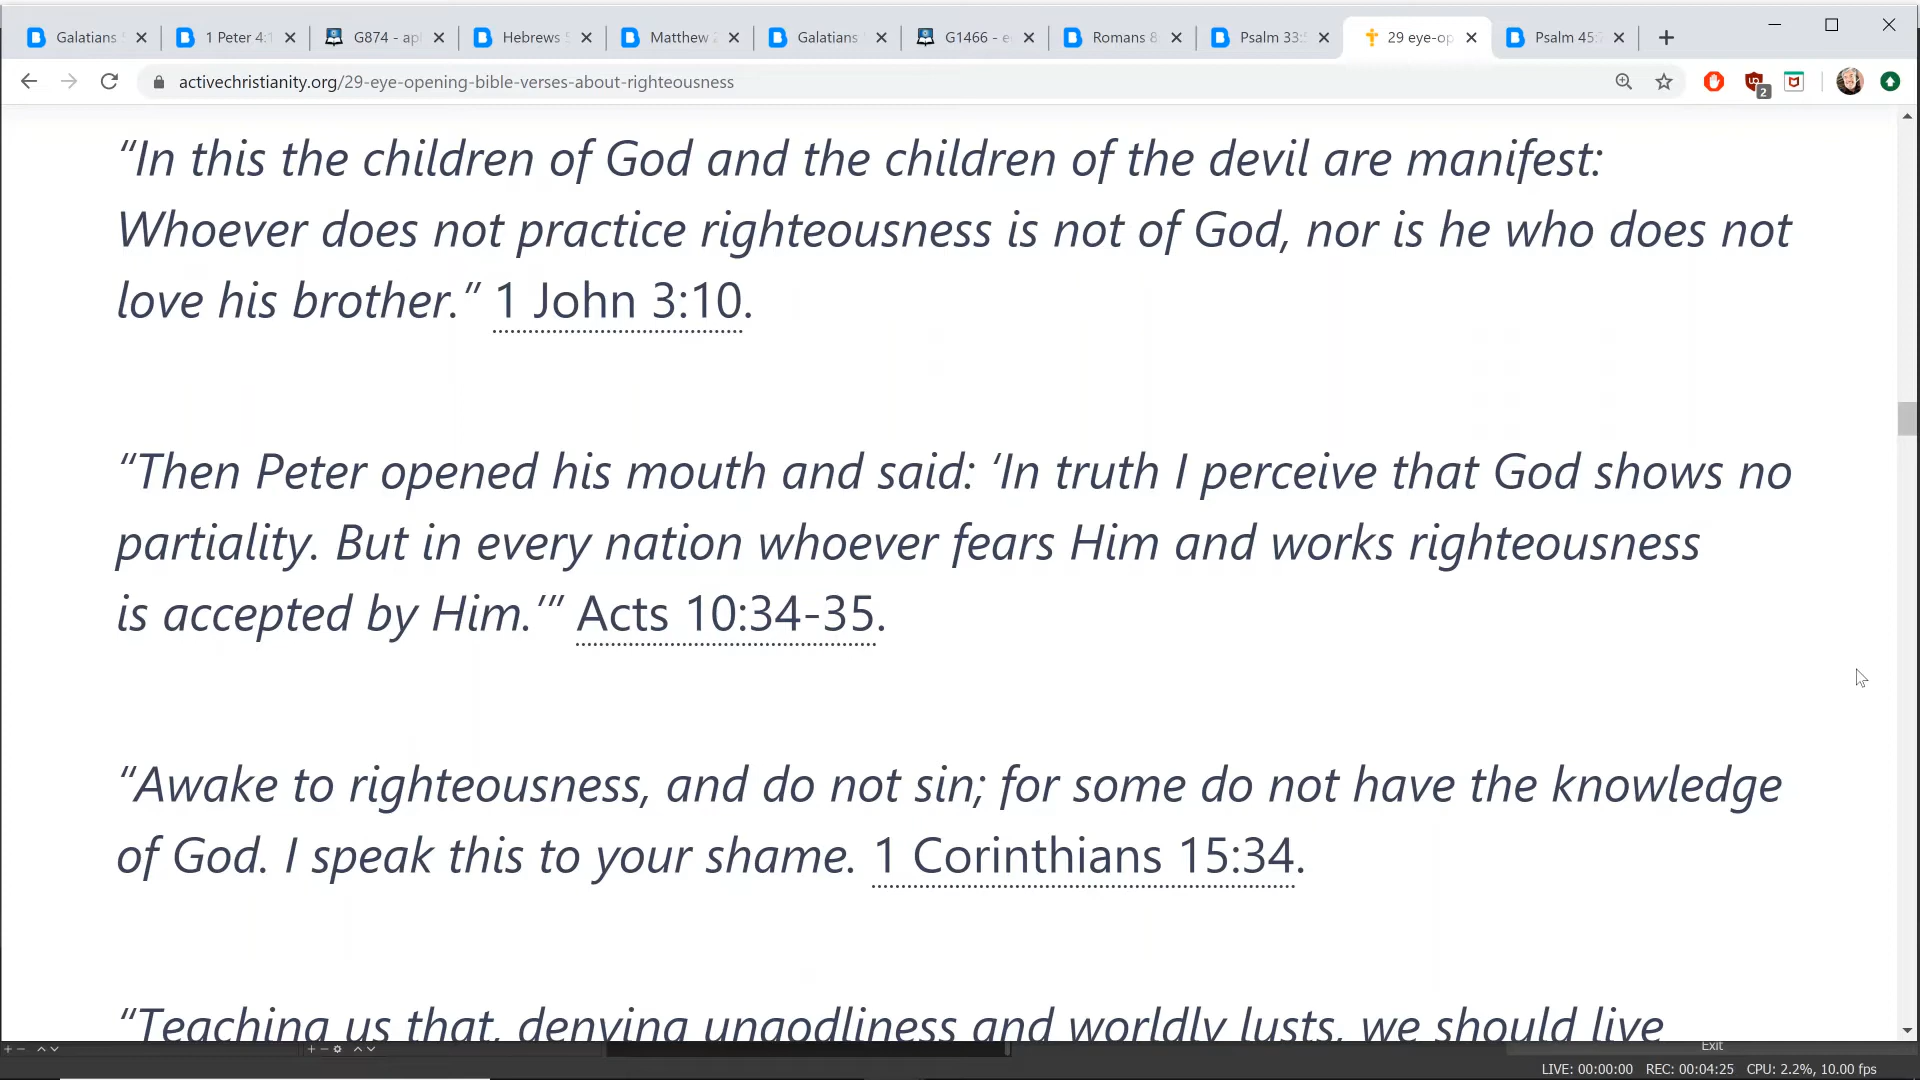 Galatians
1 Peter 4:1
G874 - ap
Hebrews 5
Matthew 2
Galatians
G1466 - e
Romans 8
Psalm 33:5
29 eye-op
Psalm 45:7
activechristianity.org/29-eye-opening-bible-verses-about-righteousness
2
“In this the children of God and the children of the devil are manifest:
Whoever does not practice righteousness is not of God, nor is he who does not
love his brother.” 1 John 3:10.
“Then Peter opened his mouth and said: ‘In truth I perceive that God shows no
partiality. But in every nation whoever fears Him and works righteousness
is accepted by Him.’” Acts 10:34-35.
“Awake to righteousness, and do not sin; for some do not have the knowledge
of God. I speak this to your shame. 1 Corinthians 15:34.
“Teaching us that, denying ungodliness and worldly lusts, we should live
Exit
LIVE: 00:00:00 REC: 00:04:25 CPU: 2.2%, 10.00 fps